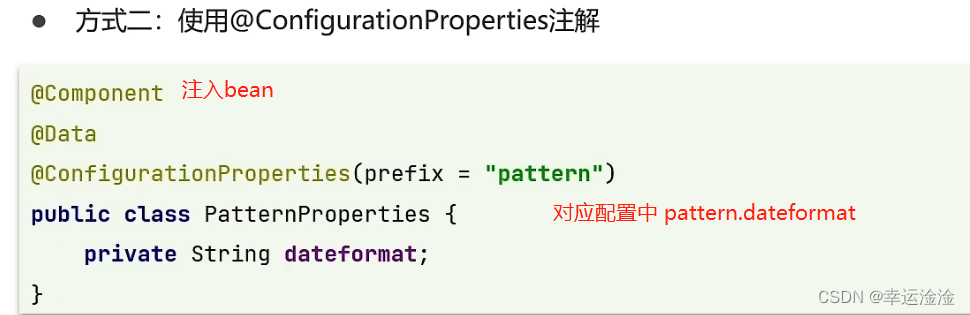 ● 方式二：使用@ConfigurationProperties注解
@Component 注入bean
@Data
@ConfigurationProperties(prefix = "pattern")
public class PatternProperties { 对应配置中 pattern.dateformat
private String dateformat;
}
CSDN @幸运淦淦